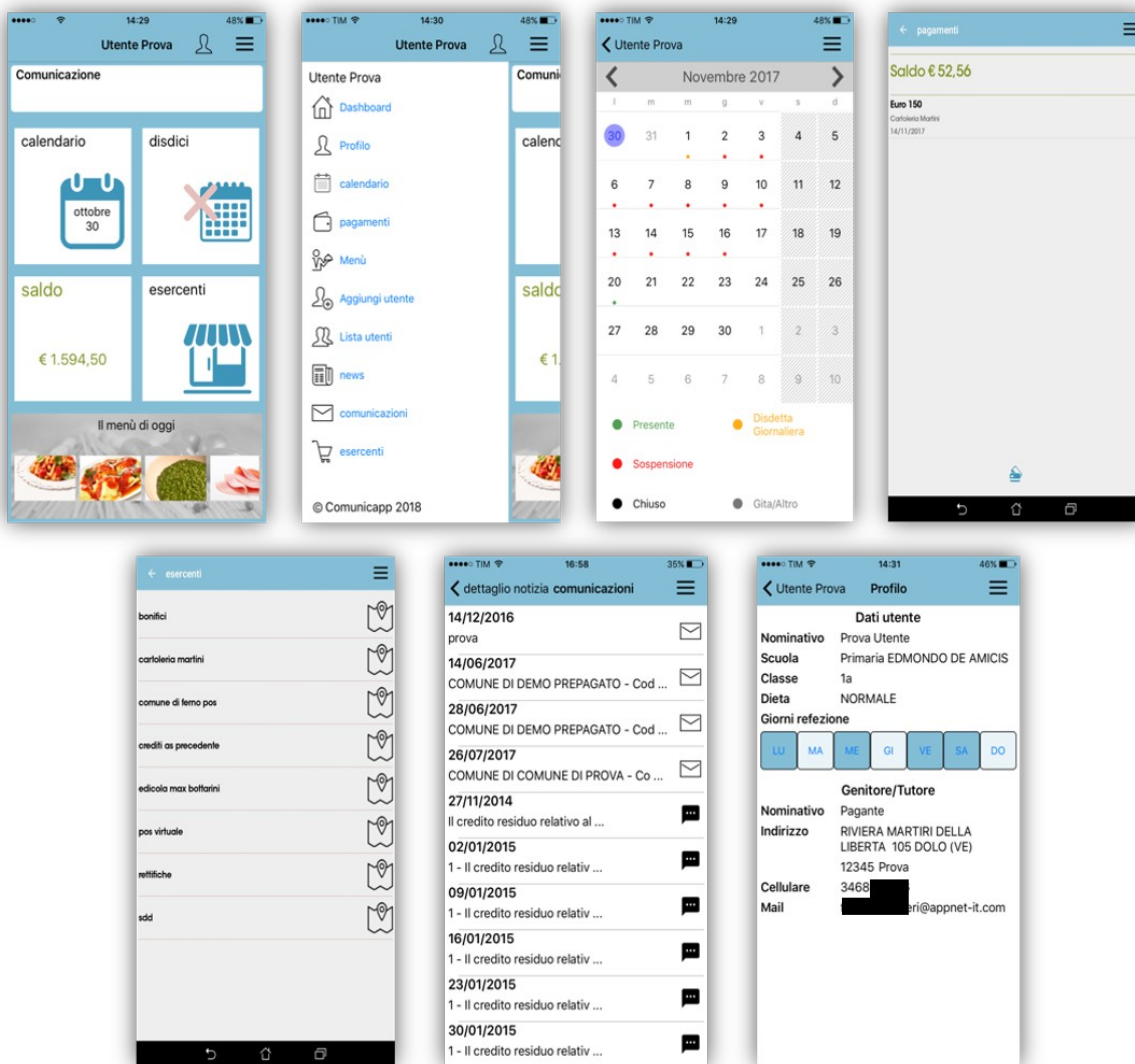 14:29
48%
Utente Prova
Comunicazione
calendario
disdici
ottobre
30
saldo
esercenti
€ 1.594,50
Il menù di oggi
TIM
14:30
48%
Utente Prova
Utente Prova
Dashboard
Profilo
calendario
pagamenti
Menù
Aggiungi utente
Lista utenti
news
comunicazioni
esercenti
© Comunicapp 2018
Comuni
calenc
saldo
€ 1.
TIM
14:29
48%
Utente Prova
Novembre 2017
l m m g v s d
30 31 1 2 3 4 5
6 7 8 9 10 11 12
13 14 15 16 17 18 19
20 21 22 23 24 25 26
27 28 29 30 1 2 3
4 5 6 7 8 9 10
Presente
Disdetta
Giornaliera
Sospensione
Chiuso
Gita/Altro
pagamenti
Saldo € 52,56
Euro 150
Cartoleria Martini
14/11/2017
esercenti
bonifici
cartoleria martini
comune di ferno pos
crediti as precedente
edicola max bottarini
pos virtuale
rettifiche
sdd
TIM
16:58
35%
dettaglio notizia comunicazioni
14/12/2016
prova
14/06/2017
COMUNE DI DEMO PREPAGATO - Cod ...
28/06/2017
COMUNE DI DEMO PREPAGATO - Cod ...
26/07/2017
COMUNE DI COMUNE DI PROVA - Co ...
27/11/2014
Il credito residuo relativo al ...
02/01/2015
1 - Il credito residuo relativ ...
09/01/2015
1 - Il credito residuo relativ ...
16/01/2015
1 - Il credito residuo relativ ...
23/01/2015
1 - Il credito residuo relativ ...
30/01/2015
1 - Il credito residuo relativ ...
TIM
14:31
46%
Utente Prova Profilo
Dati utente
Nominativo Prova Utente
Scuola Primaria EDMONDO DE AMICIS
Classe 1a
Dieta NORMALE
Giorni refezione
LU MA ME GI VE SA DO
Genitore/Tutore
Nominativo Pagante
Indirizzo RIVIERA MARTIRI DELLA
LIBERTA 105 DOLO (VE)
12345 Prova
Cellulare 3468
Mail eri@appnet-it.com